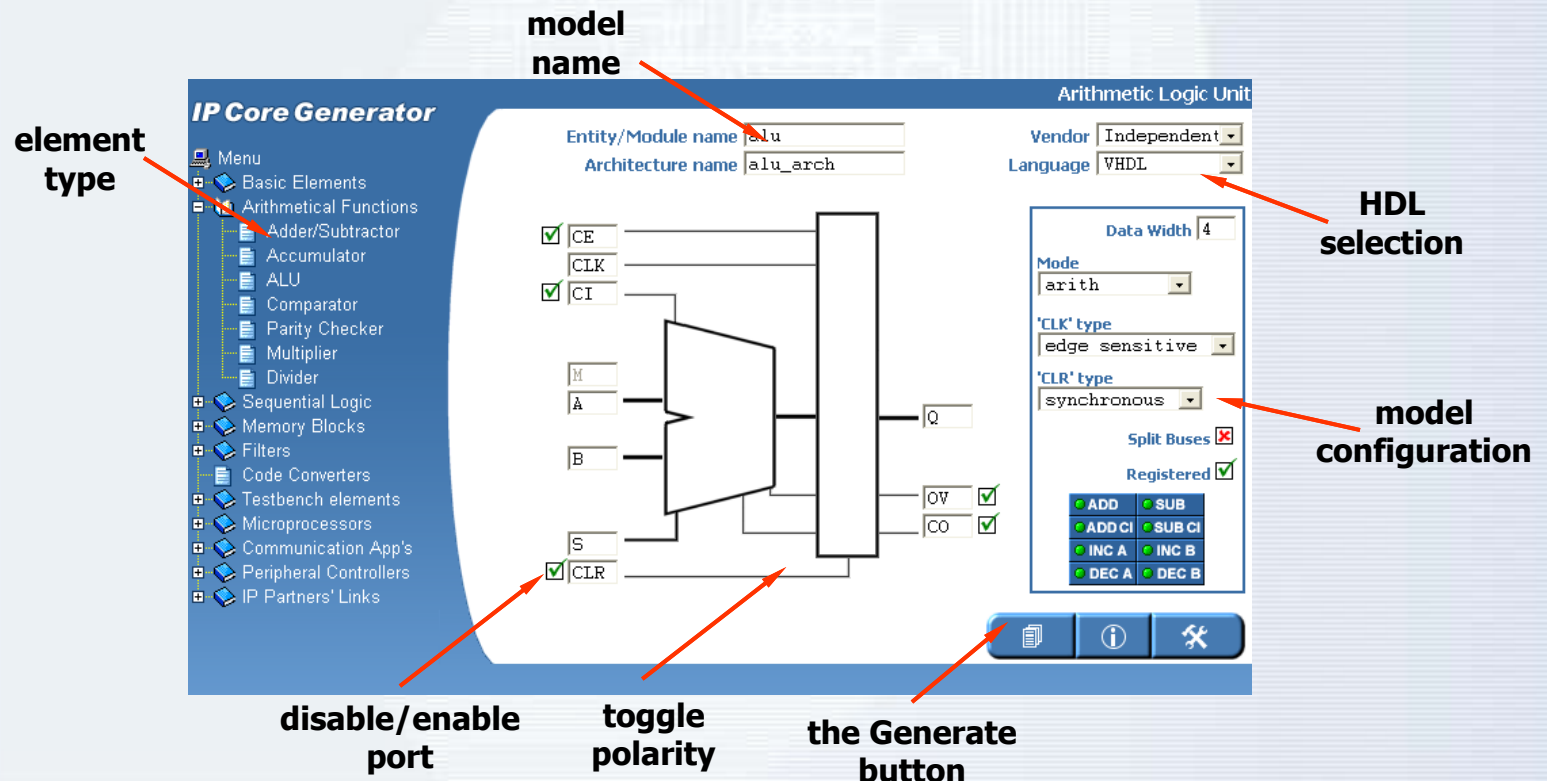 model
name
element
type
IP Core Generator
Arithmetic Logic Unit
Entity/Module name alu
Architecture name alu_arch
Vendor Independent
Language VHDL
HDL
selection
Menu
Basic Elements
Arithmetical Functions
Adder/Subtractor
Accumulator
ALU
Comparator
Parity Checker
Multiplier
Divider
Sequential Logic
Memory Blocks
Filters
Code Converters
Testbench elements
Microprocessors
Communication App's
Peripheral Controllers
IP Partners' Links
CE
CLK
CI
M
A
B
S
CLR
Q
OV
CO
Data Width 4
Mode
arith
'CLK' type
edge sensitive
'CLR' type
synchronous
Split Buses
Registered
ADD SUB
ADD CI SUB CI
INC A INC B
DEC A DEC B
model
configuration
disable/enable
port
toggle
polarity
the Generate
button